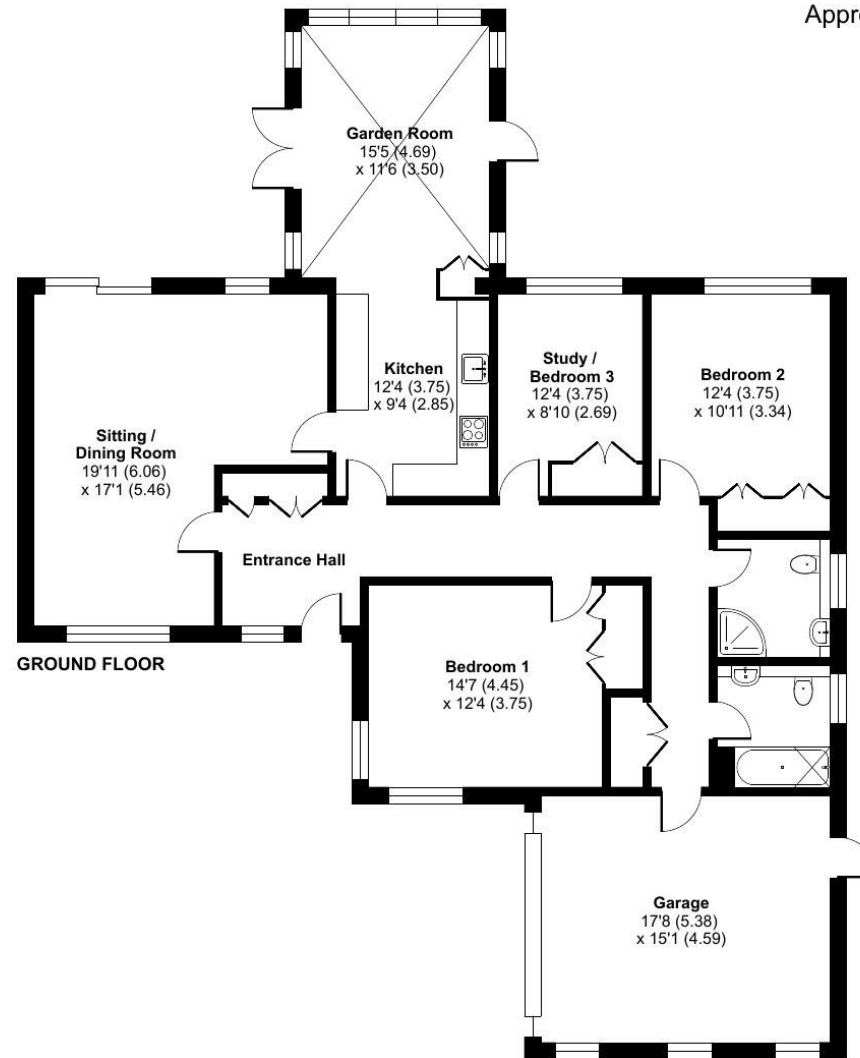 Appr
Garden Room
15'5 (4.69)
x 11'6 (3.50)
Kitchen
12'4 (3.75)
x 9'4 (2.85)
Study /
Bedroom 3
12'4 (3.75)
x 8'10 (2.69)
Bedroom 2
12'4 (3.75)
x 10'11 (3.34)
Sitting /
Dining Room
19'11 (6.06)
x 17'1 (5.46)
Entrance Hall
GROUND FLOOR
Bedroom 1
14'7 (4.45)
x 12'4 (3.75)
Garage
17'8 (5.38)
x 15'1 (4.59)